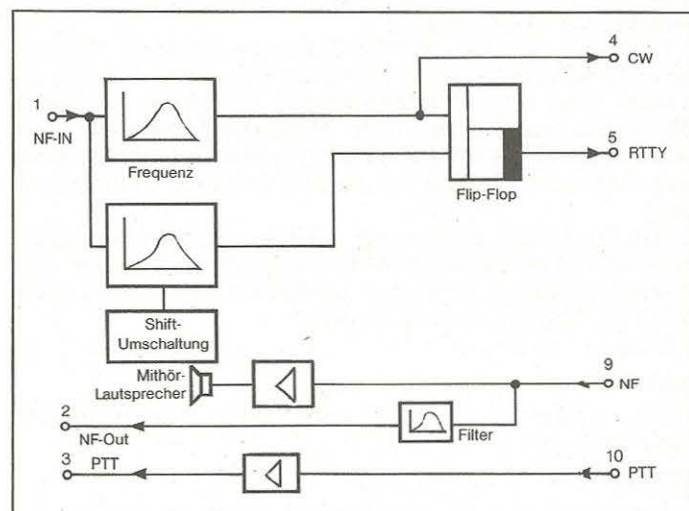 4
CW
1
NF-IN
Frequenz
5
RTTY
Flip-Flop
Shift-
Umschaltung
Mithör-
Lautsprecher
9
NF
2
NF-Out
Filter
3
PTT
10
PTT